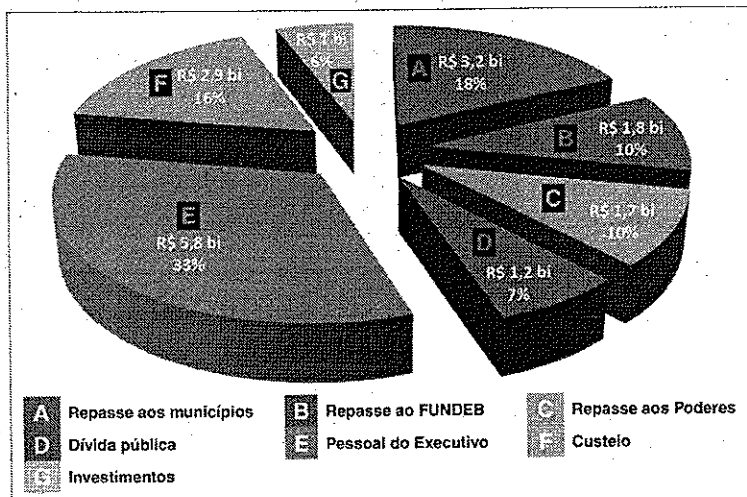 A
R$ 3,2 bi
18%
B
R$ 1,8 bi
10%
C
R$ 1,7 bi
10%
D
R$ 1,2 bi
7%
E
R$ 5,8 bi
33%
F
R$ 2,9 bi
16%
G
R$ 1 bi
6%
A Repasse aos municípios
B Repasse ao FUNDEB
C Repasse aos Poderes
D Dívida pública
E Pessoal do Executivo
F Custeio
G Investimentos